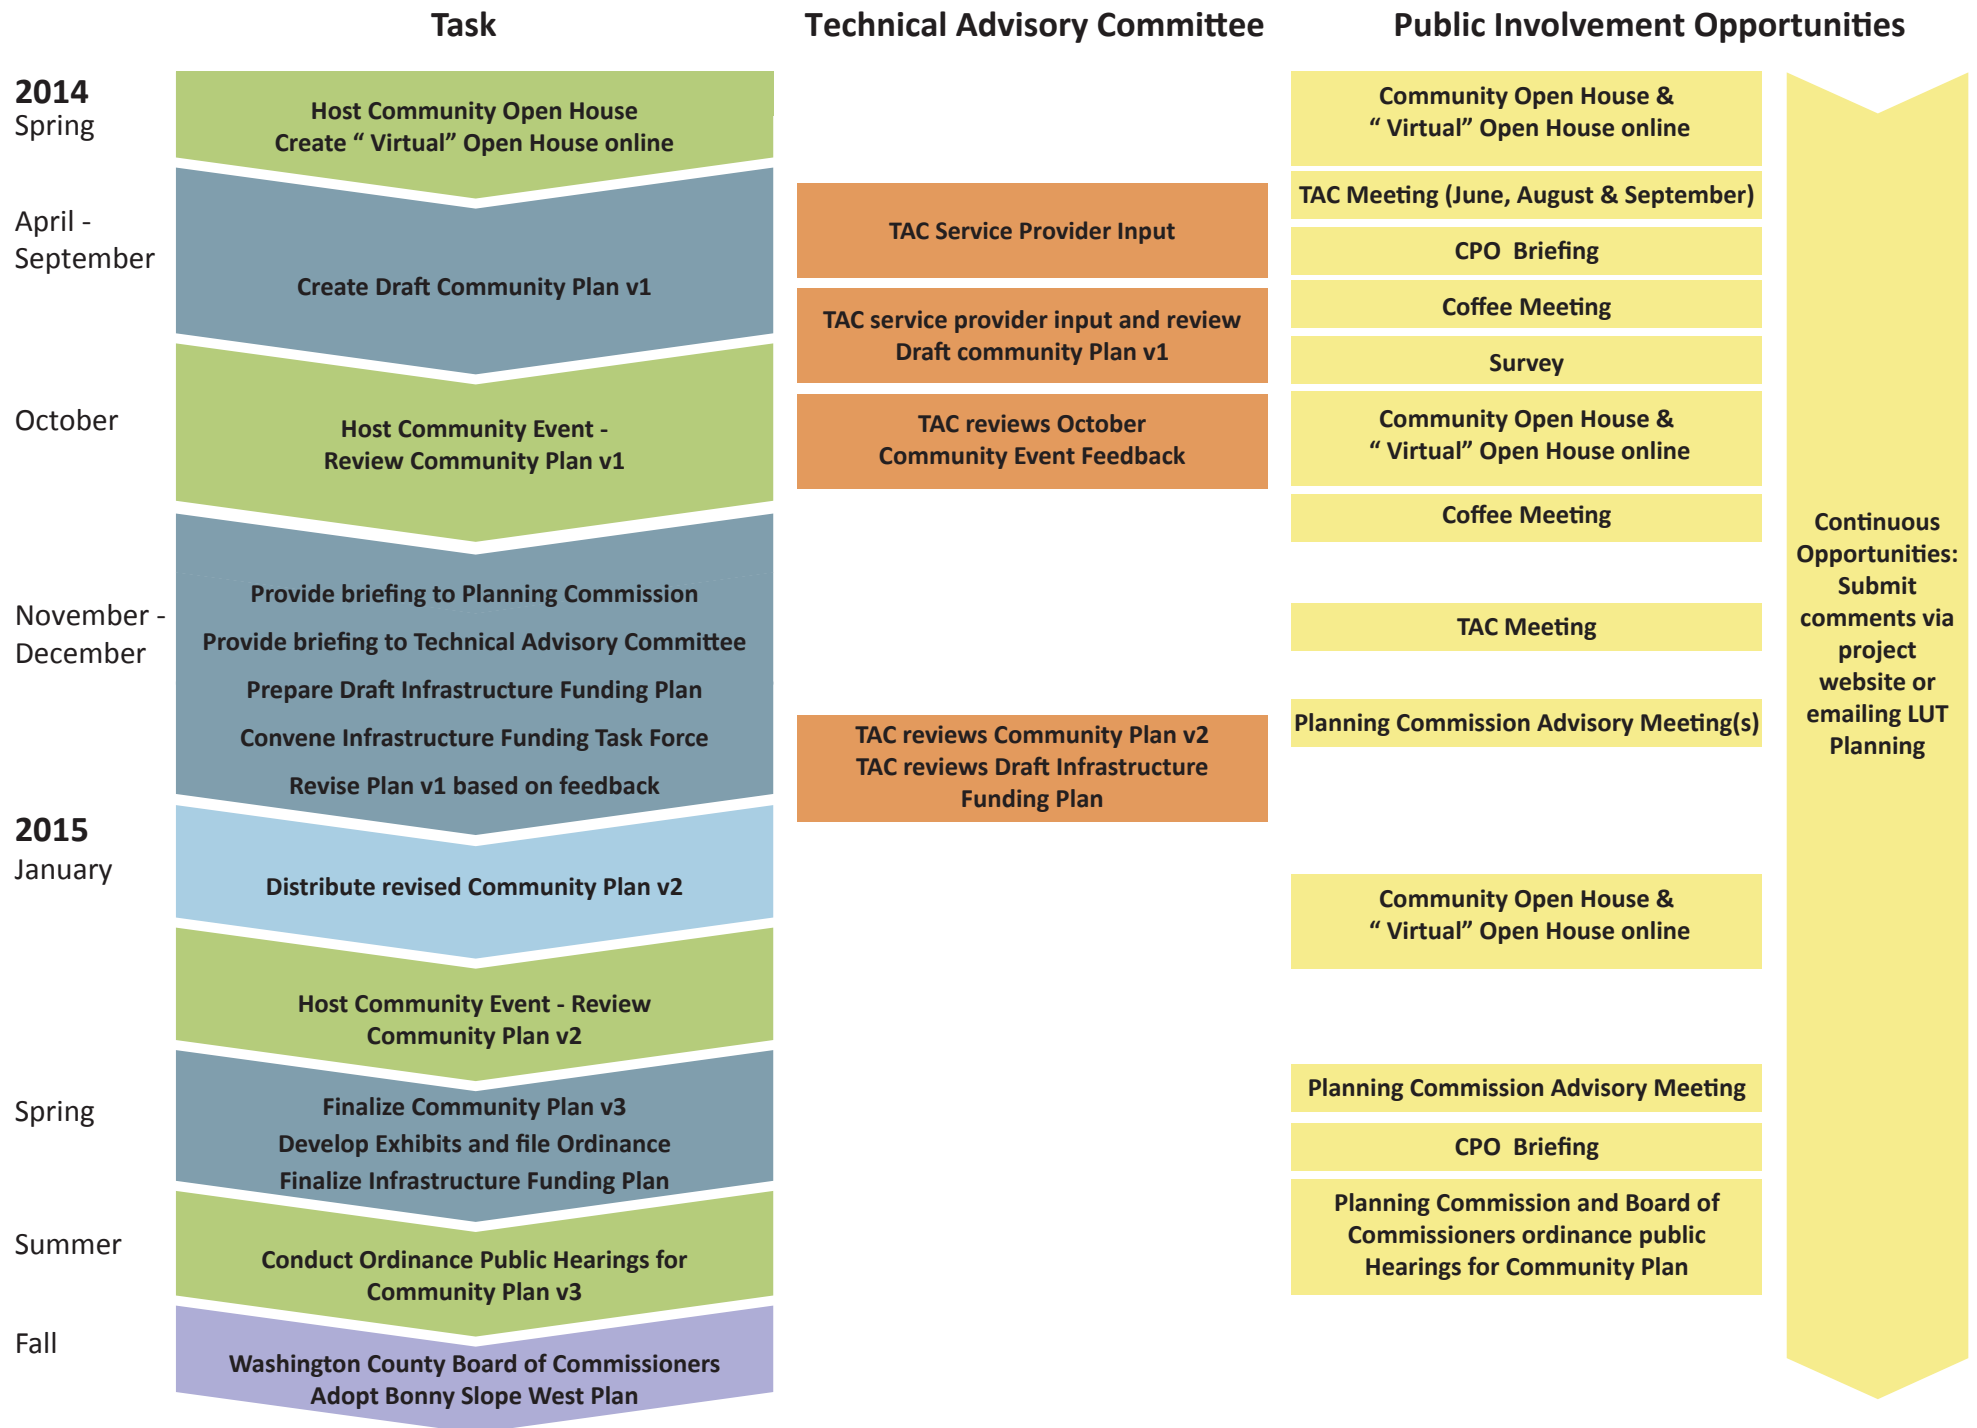 Task
Technical Advisory Committee
Public Involvement Opportunities
2014
Spring
Host Community Open House
Create “ Virtual” Open House online
Community Open House &
“ Virtual” Open House online
April -
September
Create Draft Community Plan v1
TAC Service Provider Input
TAC service provider input and review
Draft community Plan v1
TAC Meeting (June, August & September)
CPO  Briefing
Coffee Meeting
Survey
October
Host Community Event -
Review Community Plan v1
TAC reviews October
Community Event Feedback
Community Open House &
“ Virtual” Open House online
Coffee Meeting
November -
December
Provide briefing to Planning Commission
Provide briefing to Technical Advisory Committee
Prepare Draft Infrastructure Funding Plan
Convene Infrastructure Funding Task Force
Revise Plan v1 based on feedback
TAC reviews Community Plan v2
TAC reviews Draft Infrastructure
Funding Plan
TAC Meeting
Planning Commission Advisory Meeting(s)
2015
January
Distribute revised Community Plan v2
Community Open House &
“ Virtual” Open House online
Host Community Event - Review
Community Plan v2
Spring
Finalize Community Plan v3
Develop Exhibits and file Ordinance
Finalize Infrastructure Funding Plan
Planning Commission Advisory Meeting
CPO  Briefing
Summer
Conduct Ordinance Public Hearings for
Community Plan v3
Planning Commission and Board of
Commissioners ordinance public
Hearings for Community Plan
Fall
Washington County Board of Commissioners
Adopt Bonny Slope West Plan
Continuous
Opportunities:
Submit
comments via
project
website or
emailing LUT
Planning